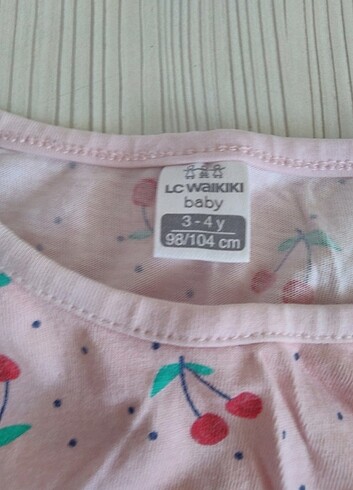 LC WAIKIKI
baby
3 - 4 y
98/104 cm